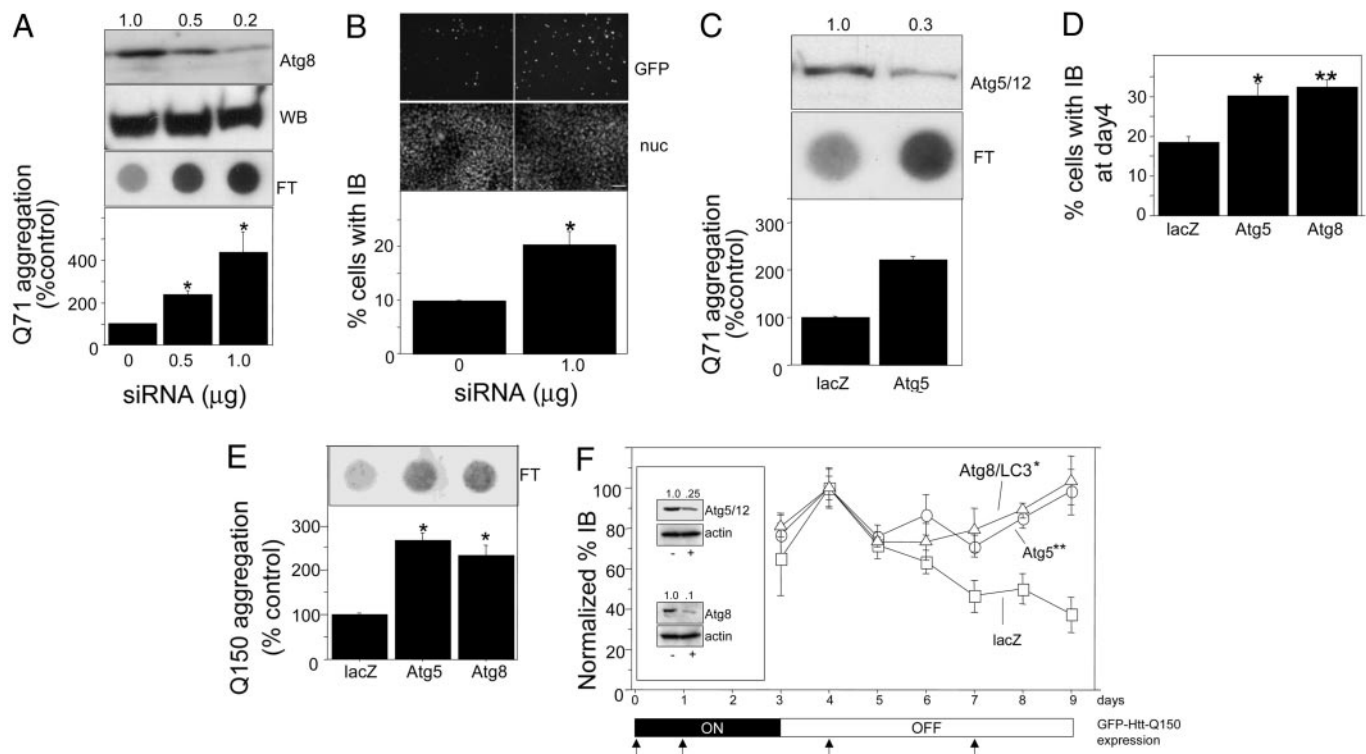 A
1.0 0.5 0.2
Atg8
WB
FT
Q71 aggregation
(%control)
400
200
0
0 0.5 1.0
siRNA (μg)
B
GFP
nuc
% cells with IB
20
10
0
0 1.0
*
siRNA (μg)
C
1.0 0.3
Atg5/12
FT
Q71 aggregation
(%control)
300
200
100
0
lacZ Atg5
D
% cells with IB
at day4
30
20
10
0
* **
lacZ Atg5 Atg8
E
FT
Q150 aggregation
(% control)
300
200
100
0
* *
lacZ Atg5 Atg8
F
Normalized % IB
100
80
60
40
20
0
1.0 .25
Atg5/12
actin
- +
1.0 .1
Atg8
actin
- +
Atg8/LC3*
Atg5**
lacZ
0 1 2 3 4 5 6 7 8 9 days
ON OFF
GFP-Htt-Q150
expression